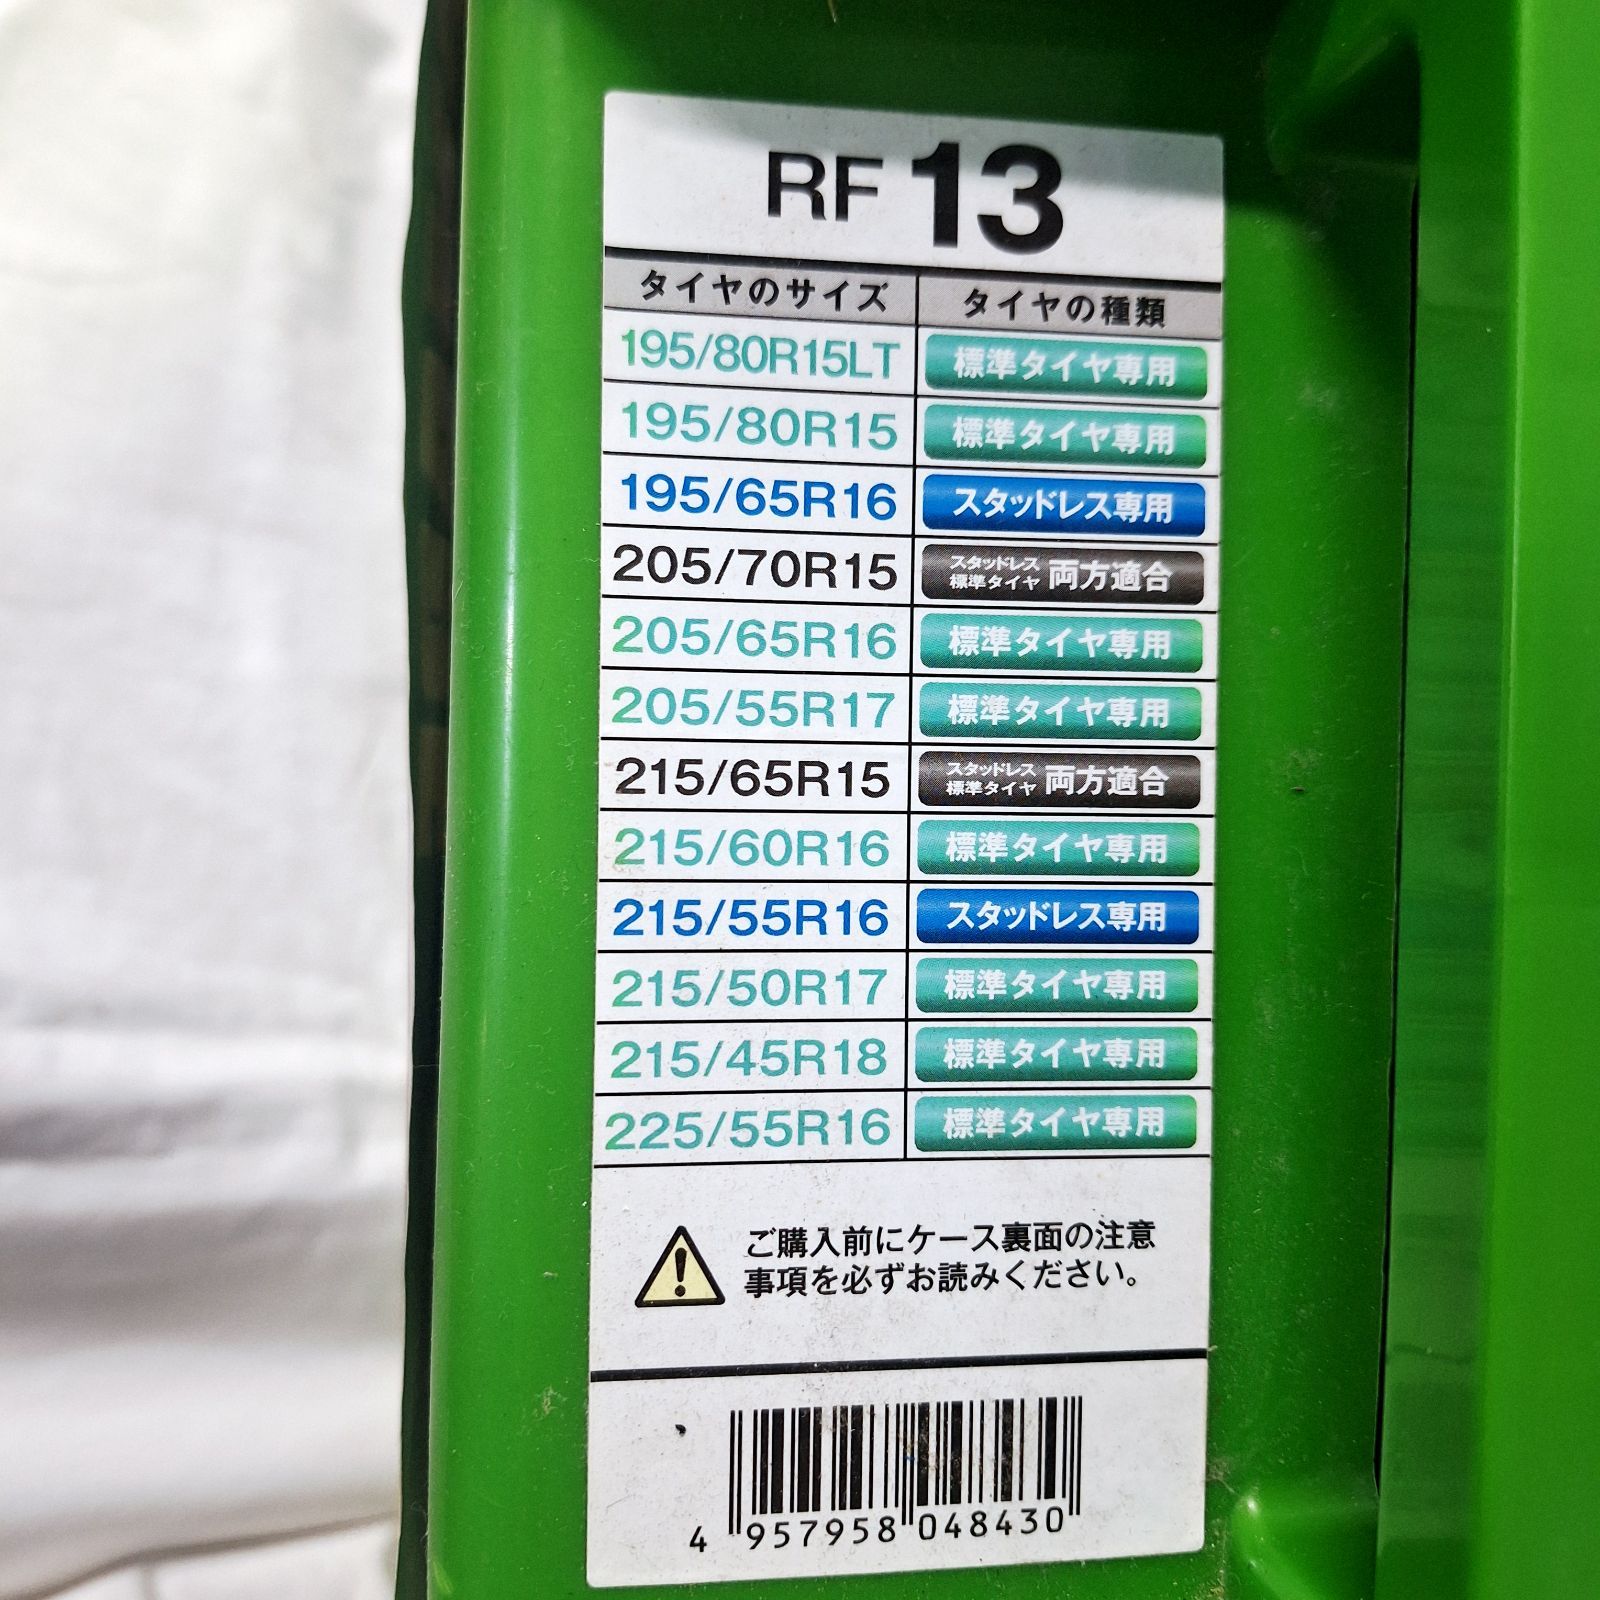 RF 13
タイヤのサイズ タイヤの種類
195/80R15LT 標準タイヤ専用
195/80R15 標準タイヤ専用
195/65R16 スタッドレス専用
205/70R15 スタッドレス 標準タイヤ 両方適合
205/65R16 標準タイヤ専用
205/55R17 標準タイヤ専用
215/65R15 スタッドレス 標準タイヤ 両方適合
215/60R16 標準タイヤ専用
215/55R16 スタッドレス専用
215/50R17 標準タイヤ専用
215/45R18 標準タイヤ専用
225/55R16 標準タイヤ専用
ご購入前にケース裏面の注意
事項を必ずお読みください。
4 957958 048430